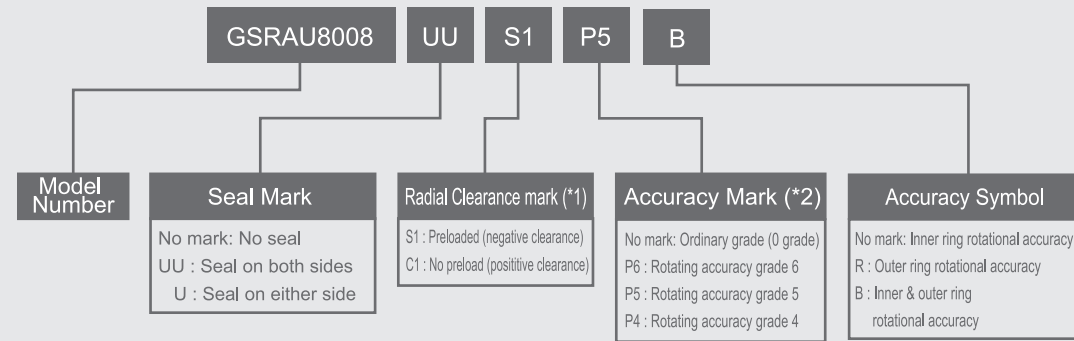 GSRAU8008 UU S1 P5 B
Model
Number
Seal Mark
No mark: No seal
UU : Seal on both sides
U : Seal on either side
Radial Clearance mark (*1)
S1 : Preloaded (negative clearance)
C1 : No preload (posititive clearance)
Accuracy Mark (*2)
No mark: Ordinary grade (0 grade)
P6 : Rotating accuracy grade 6
P5 : Rotating accuracy grade 5
P4 : Rotating accuracy grade 4
Accuracy Symbol
No mark: Inner ring rotational accuracy
R : Outer ring rotational accuracy
B : Inner & outer ring
rotational accuracy